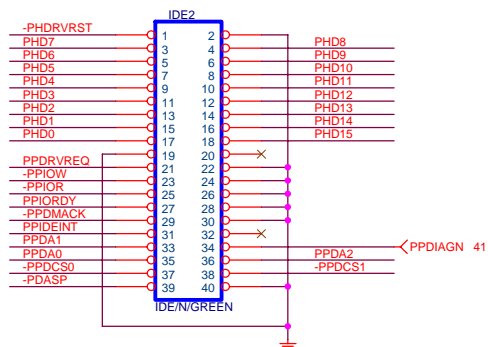 IDE2
-PHDRVRST 1 2
PHD7 3 4 PHD8
PHD6 5 6 PHD9
PHD5 7 8 PHD10
PHD4 9 10 PHD11
PHD3 11 12 PHD12
PHD2 13 14 PHD13
PHD1 15 16 PHD14
PHD0 17 18 PHD15
19 20
PPDRVREQ 21 22
-PPIOW 23 24
-PPIOR 25 26
PPIORDY 27 28
-PPDMACK 29 30
PPIDEINT 31 32
PPDA1 33 34 PPDIAGN 41
PPDA0 35 36 PPDA2
-PPDCS0 37 38 -PPDCS1
-PDASP 39 40
IDE/N/GREEN